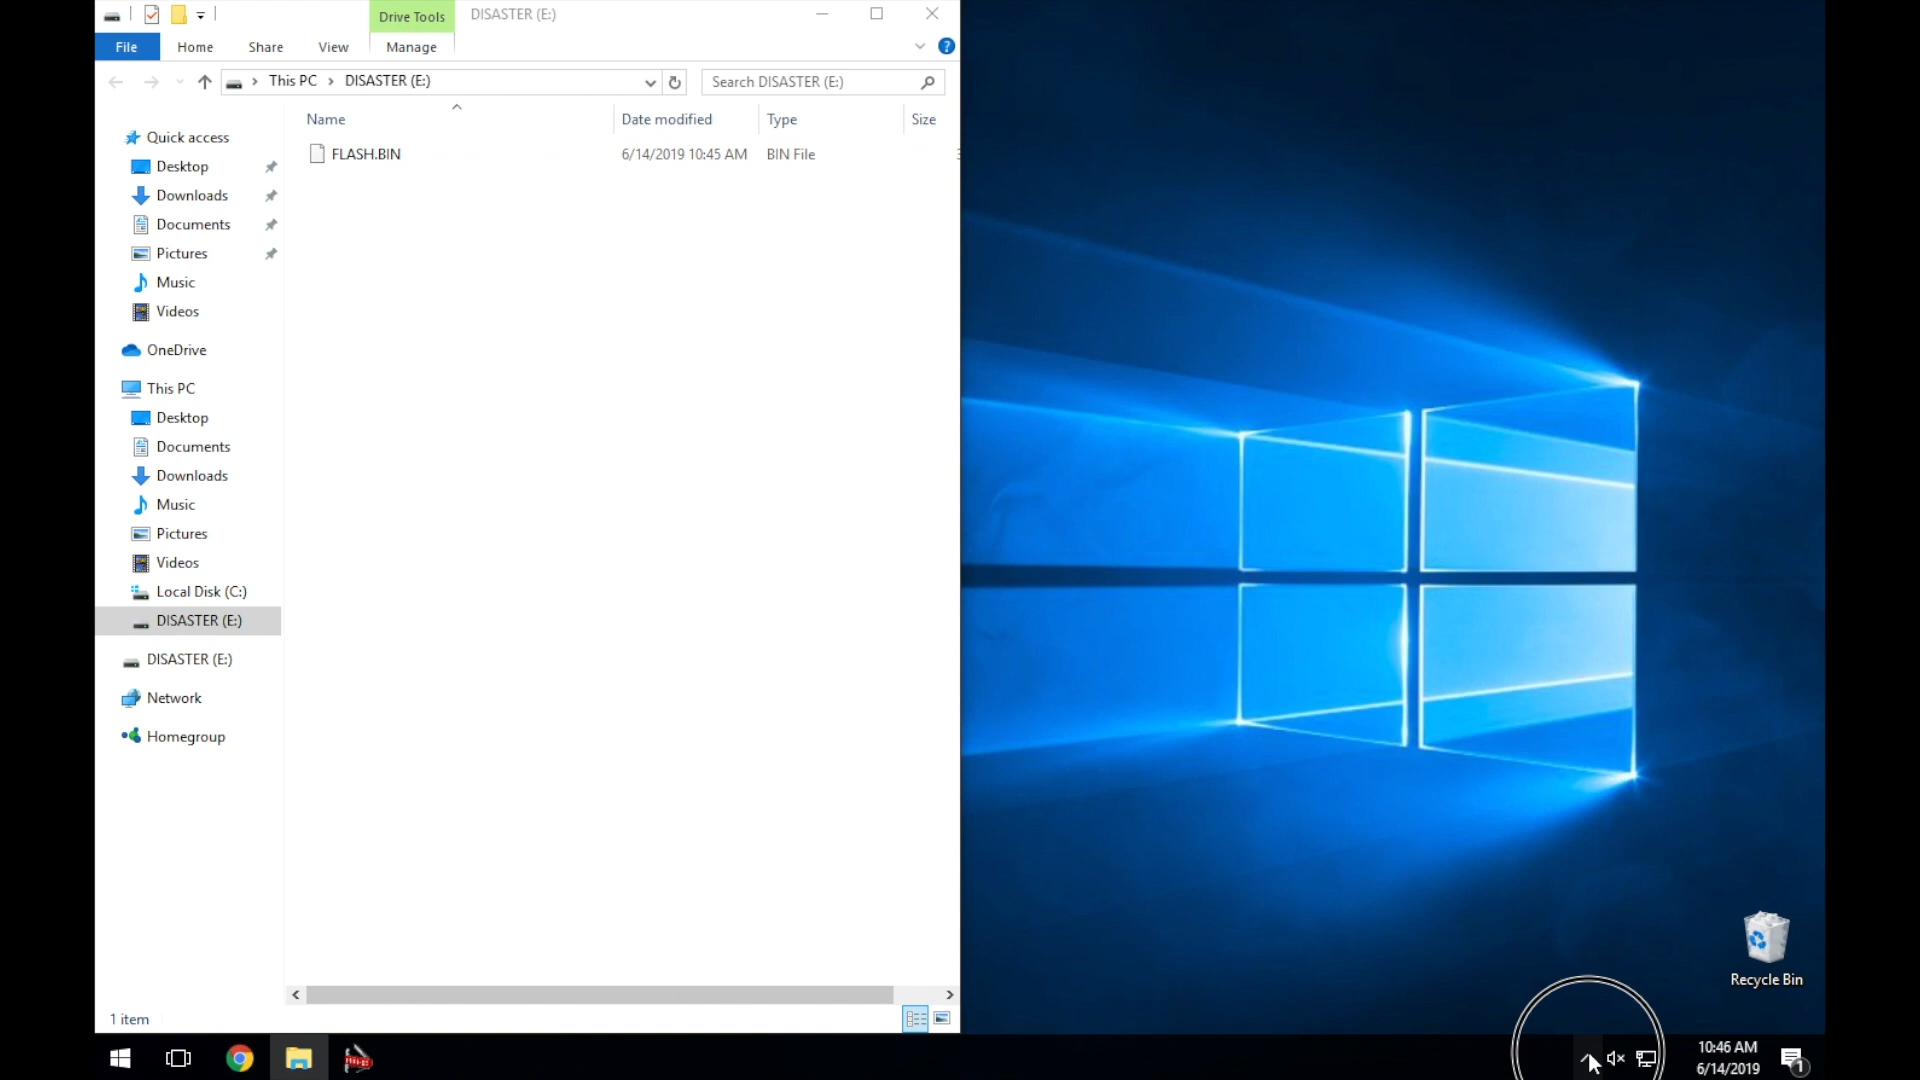 Drive Tools
DISASTER (E:)
File
Home
Share
View
Manage
?
This PC > DISASTER (E:)
Search DISASTER (E:)
Name
Date modified
Type
Size
FLASH.BIN
6/14/2019 10:45 AM
BIN File
Quick access
Desktop
Downloads
Documents
Pictures
Music
Videos
OneDrive
This PC
Desktop
Documents
Downloads
Music
Pictures
Videos
Local Disk (C:)
DISASTER (E:)
DISASTER (E:)
Network
Homegroup
1 item
Recycle Bin
10:46 AM
6/14/2019
1